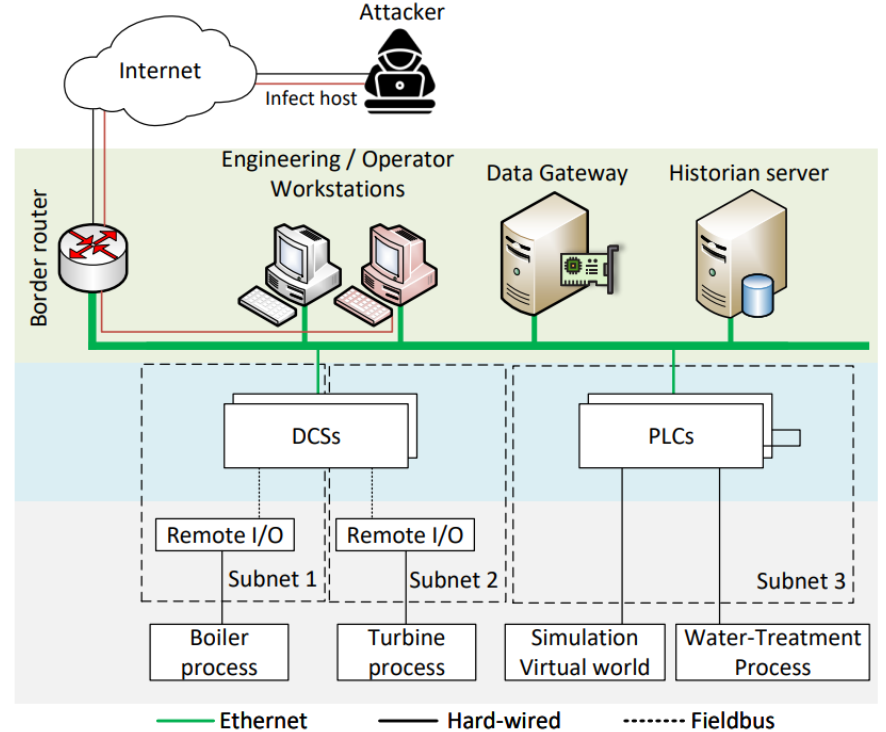 Attacker
Internet
Infect host
Engineering / Operator
Workstations
Data Gateway
Historian server
Border router
DCSs
PLCs
Remote I/O
Remote I/O
Subnet 1
Subnet 2
Subnet 3
Boiler
process
Turbine
process
Simulation
Virtual world
Water-Treatment
Process
Ethernet
Hard-wired
Fieldbus